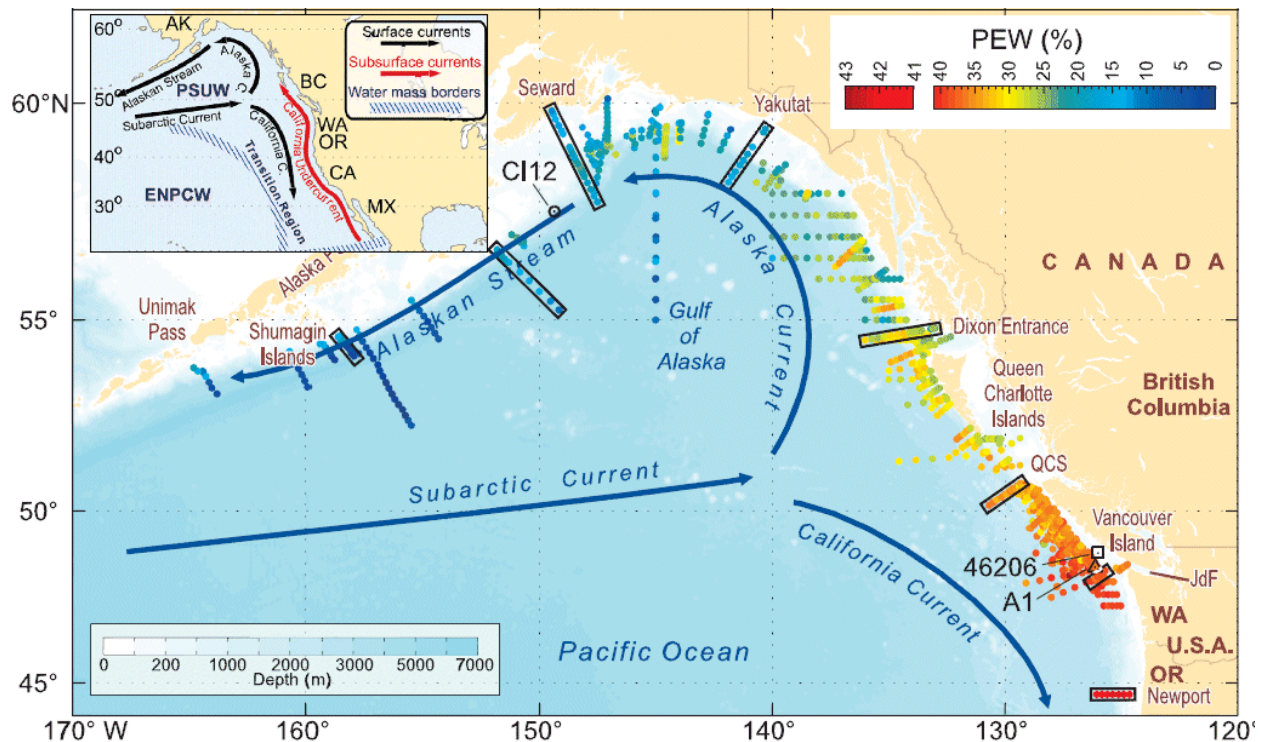 AK
60°
Alaska C.
Alaskan Stream
PSUW
BC
50°
Subarctic Current
California C.
WA
OR
40°
California Undercurrent
CA
Transition Region
ENPCW
30°
MX
Surface currents
Subsurface currents
Water mass borders
PEW (%)
43 42 41 40 35 30 25 20 15 10 5 0
60°N
Seward
Yakutat
CI12
Alaska
Current
Alaskan Stream
CANADA
Unimak
Pass
Shumagin
Islands
Gulf
of
Alaska
55°
Dixon Entrance
Queen
Charlotte
Islands
British
Columbia
QCS
Subarctic Current
50°
Vancouver
Island
46206
California Current
A1
JdF
WA
U.S.A.
OR
Newport
0 200 1000 2000 3000 5000 7000
Depth (m)
Pacific Ocean
45°
170° W 160° 150° 140° 130° 120°